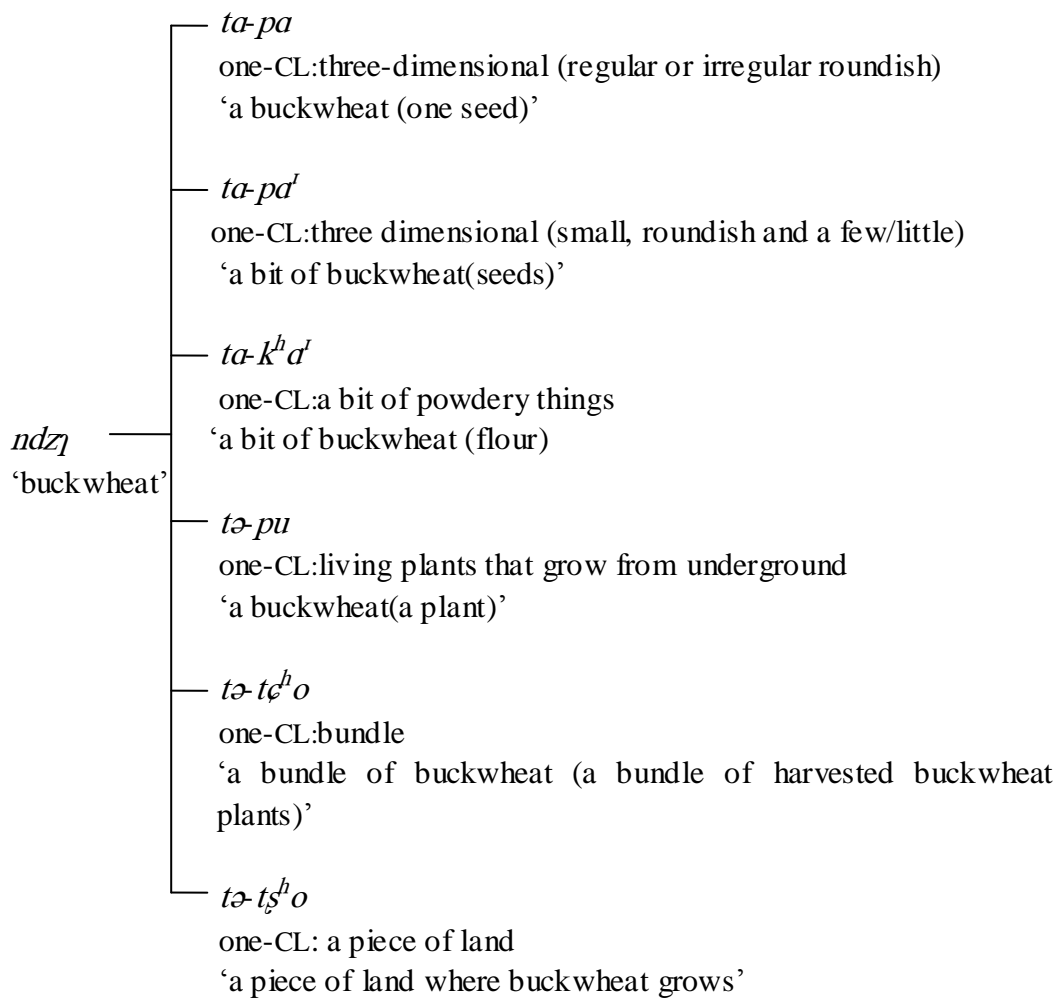 ta-pa
one-CL:three-dimensional (regular or irregular roundish)
‘a buckwheat (one seed)’
ta-paɪ
one-CL:three dimensional (small, roundish and a few/little)
‘a bit of buckwheat(seeds)’
ta-kʰaɪ
one-CL:a bit of powdery things
‘a bit of buckwheat (flour)
ndzɿ
‘buckwheat’
tə-pu
one-CL:living plants that grow from underground
‘a buckwheat(a plant)’
tə-tɕʰo
one-CL:bundle
‘a bundle of buckwheat (a bundle of harvested buckwheat
plants)’
tə-tʂʰo
one-CL: a piece of land
‘a piece of land where buckwheat grows’